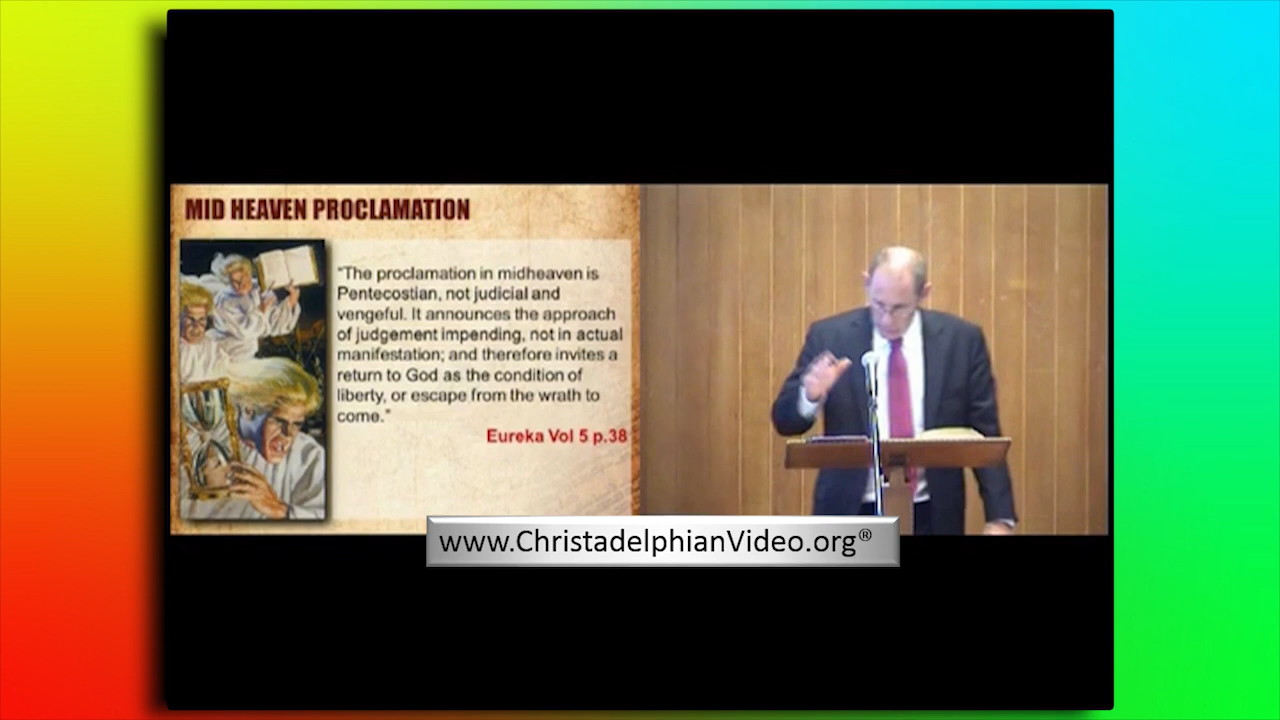 MID HEAVEN PROCLAMATION
“The proclamation in midheaven is
Pentecostian, not judicial and
vengeful. It announces the approach
of judgement impending, not in actual
manifestation; and therefore invites a
return to God as the condition of
liberty, or escape from the wrath to
come.”
Eureka Vol 5 p.38
www.ChristadelphianVideo.org®